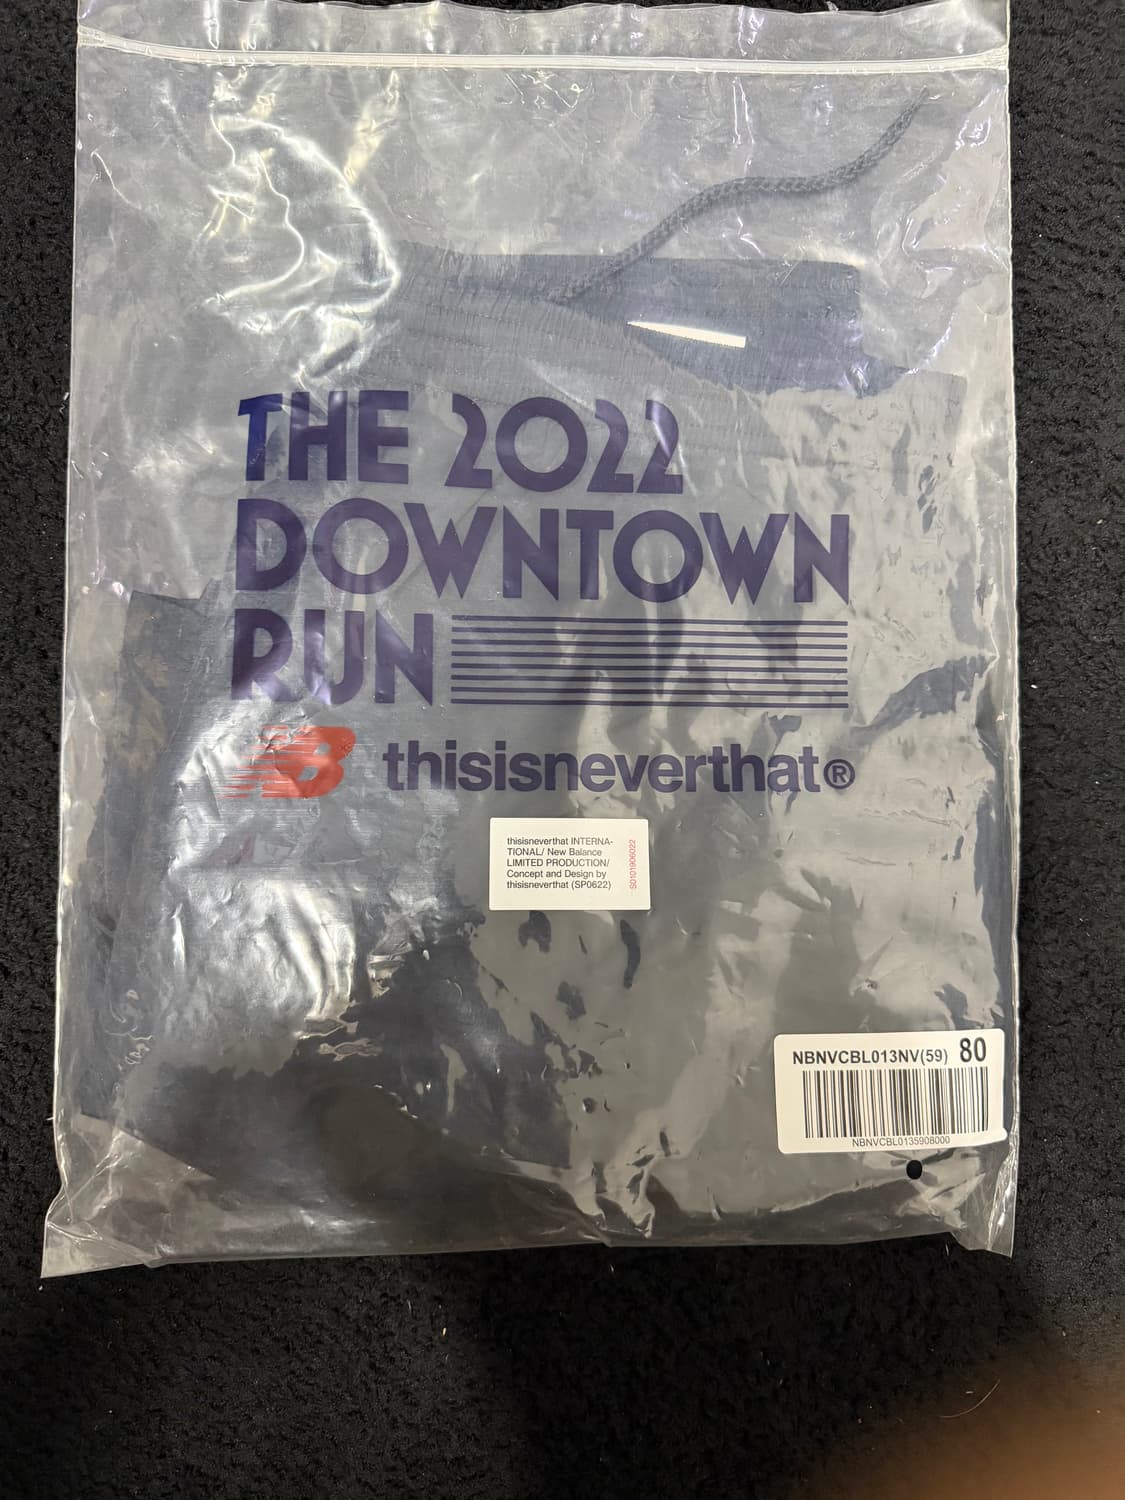 THE 2022
DOWNTOWN
RUN
NB thisisneverthat®
thisisneverthat INTERNA-
TIONAL/ New Balance
LIMITED PRODUCTION/
Concept and Design by
thisisneverthat (SP0622)
S0101906022
NBNVCBL013NV(59) 80
NBNVCBL0135908000